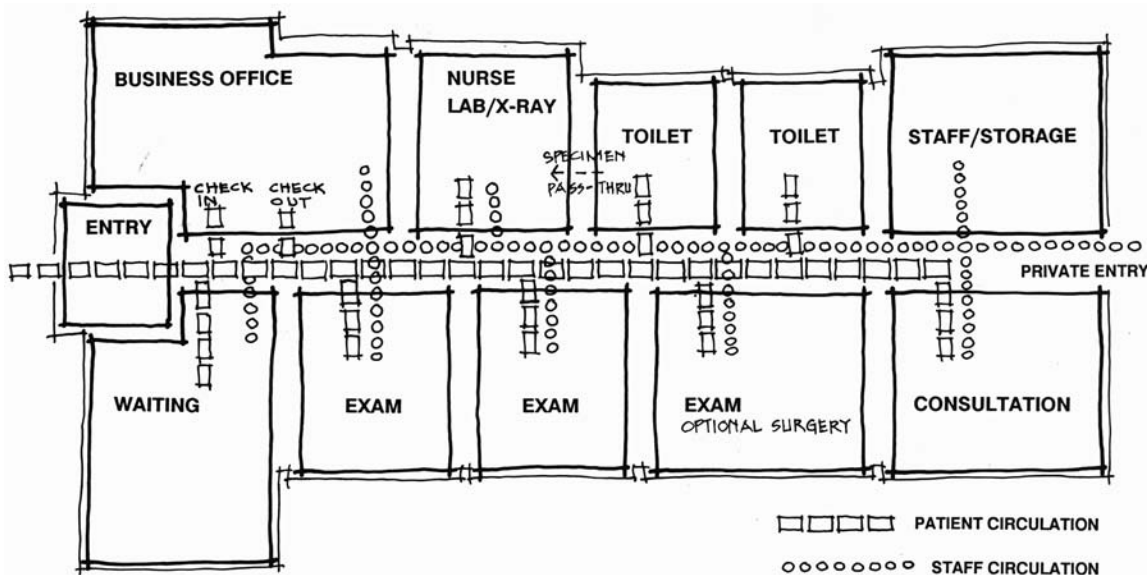 BUSINESS OFFICE
NURSE
LAB/X-RAY
TOILET
TOILET
STAFF/STORAGE
SPECIMEN
PASS-THRU
CHECK
IN
CHECK
OUT
ENTRY
PRIVATE ENTRY
WAITING
EXAM
EXAM
EXAM
OPTIONAL SURGERY
CONSULTATION
PATIENT CIRCULATION
STAFF CIRCULATION